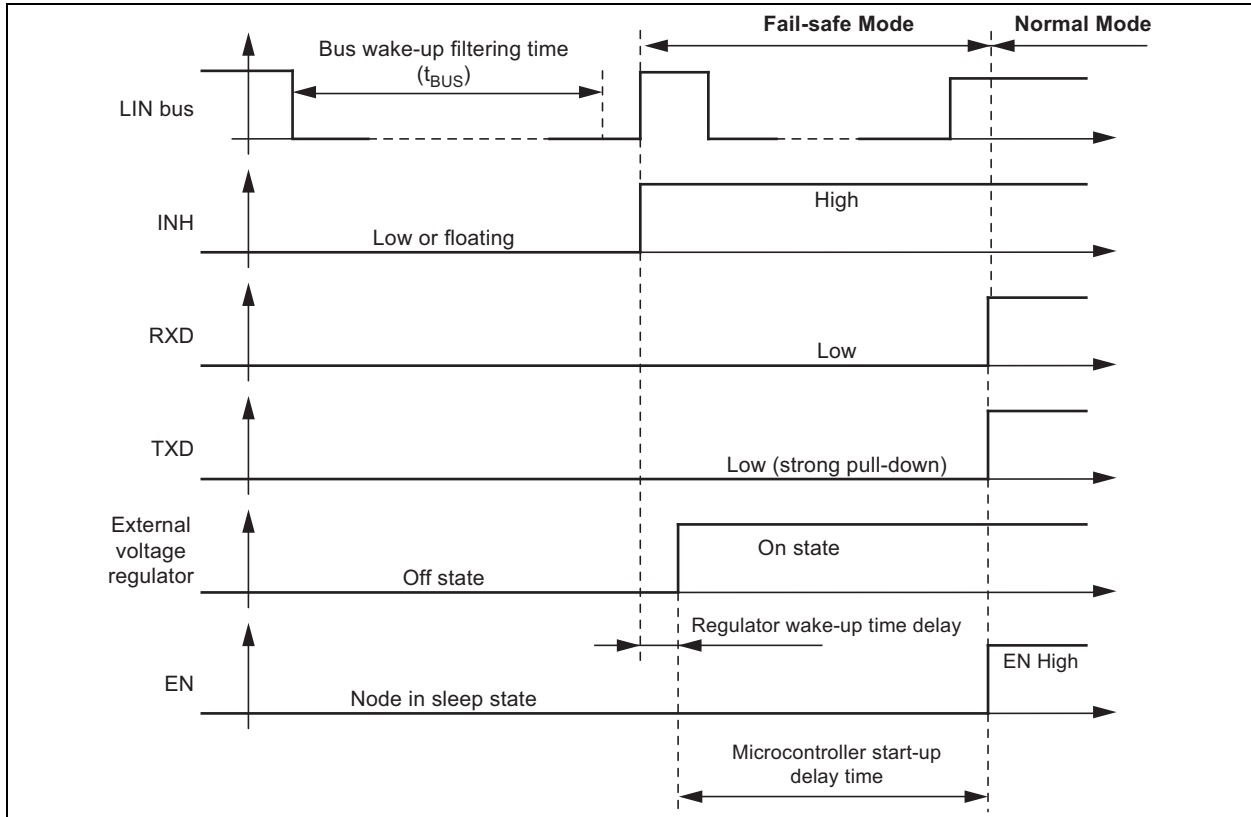 Fail-safe Mode
Normal Mode
Bus wake-up filtering time
(tBUS)
LIN bus
INH
High
Low or floating
RXD
Low
TXD
Low (strong pull-down)
External
voltage
regulator
On state
Off state
Regulator wake-up time delay
EN
EN High
Node in sleep state
Microcontroller start-up
delay time